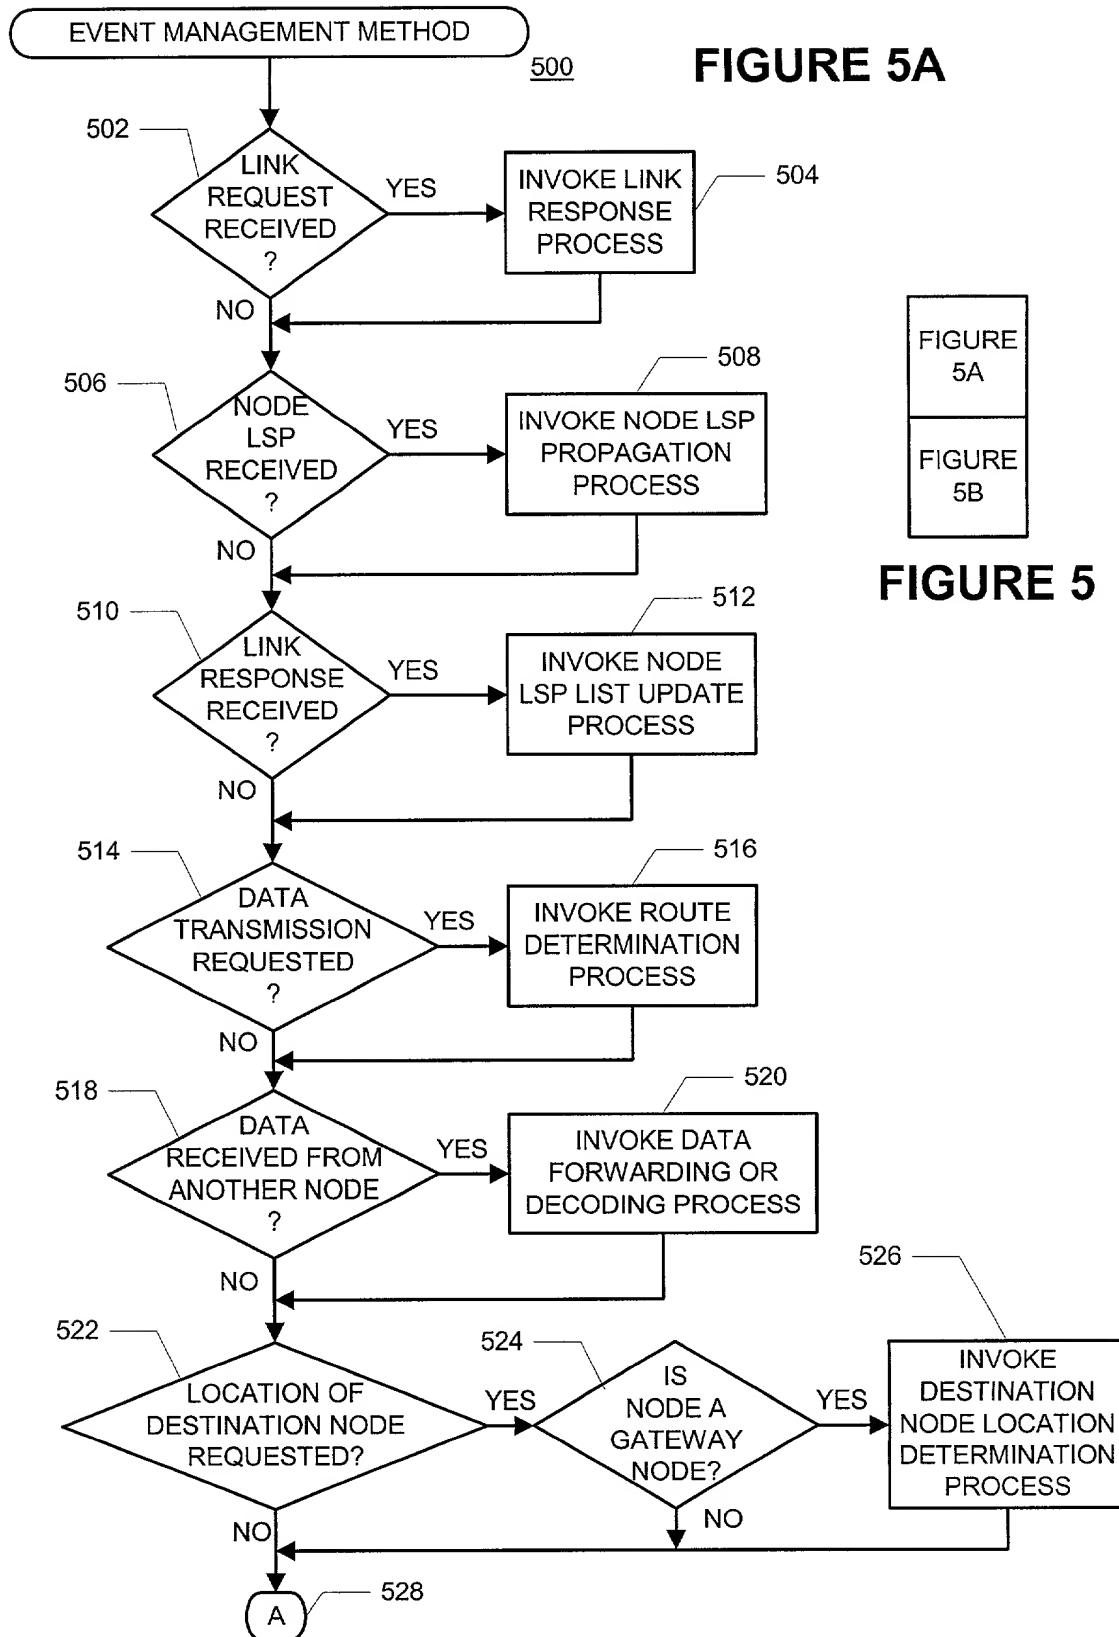 EVENT MANAGEMENT METHOD
500
FIGURE 5A
502
LINK
REQUEST
RECEIVED
?
YES
INVOKE LINK
RESPONSE
PROCESS
504
NO
506
NODE
LSP
RECEIVED
?
YES
508
INVOKE NODE LSP
PROPAGATION
PROCESS
NO
FIGURE
5A
FIGURE
5B
FIGURE 5
510
LINK
RESPONSE
RECEIVED
?
YES
512
INVOKE NODE
LSP LIST UPDATE
PROCESS
NO
514
DATA
TRANSMISSION
REQUESTED
?
YES
516
INVOKE ROUTE
DETERMINATION
PROCESS
NO
518
DATA
RECEIVED FROM
ANOTHER NODE
?
YES
520
INVOKE DATA
FORWARDING OR
DECODING PROCESS
NO
522
LOCATION OF
DESTINATION NODE
REQUESTED?
YES
524
IS
NODE A
GATEWAY
NODE?
YES
526
INVOKE
DESTINATION
NODE LOCATION
DETERMINATION
PROCESS
NO
NO
A
528